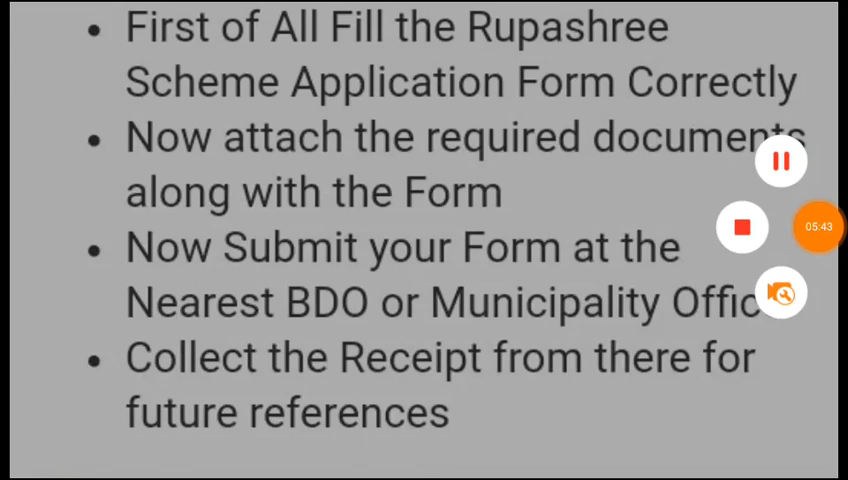 First of All Fill the Rupashree
Scheme Application Form Correctly
Now attach the required documents
along with the Form
Now Submit your Form at the
Nearest BDO or Municipality Offic
Collect the Receipt from there for
future references
05:43